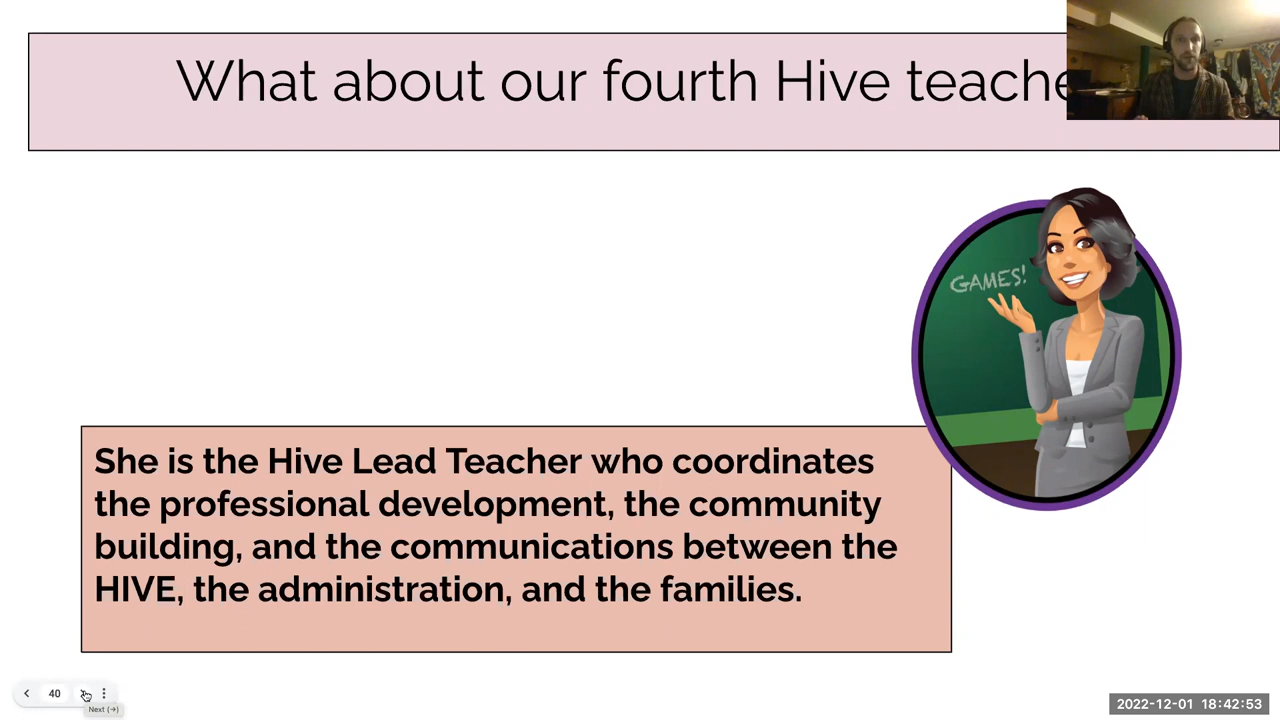 What about our fourth Hive teache
GAMES!
She is the Hive Lead Teacher who coordinates
the professional development, the community
building, and the communications between the
HIVE, the administration, and the families.
40
Next (→)
2022-12-01 18:42:53